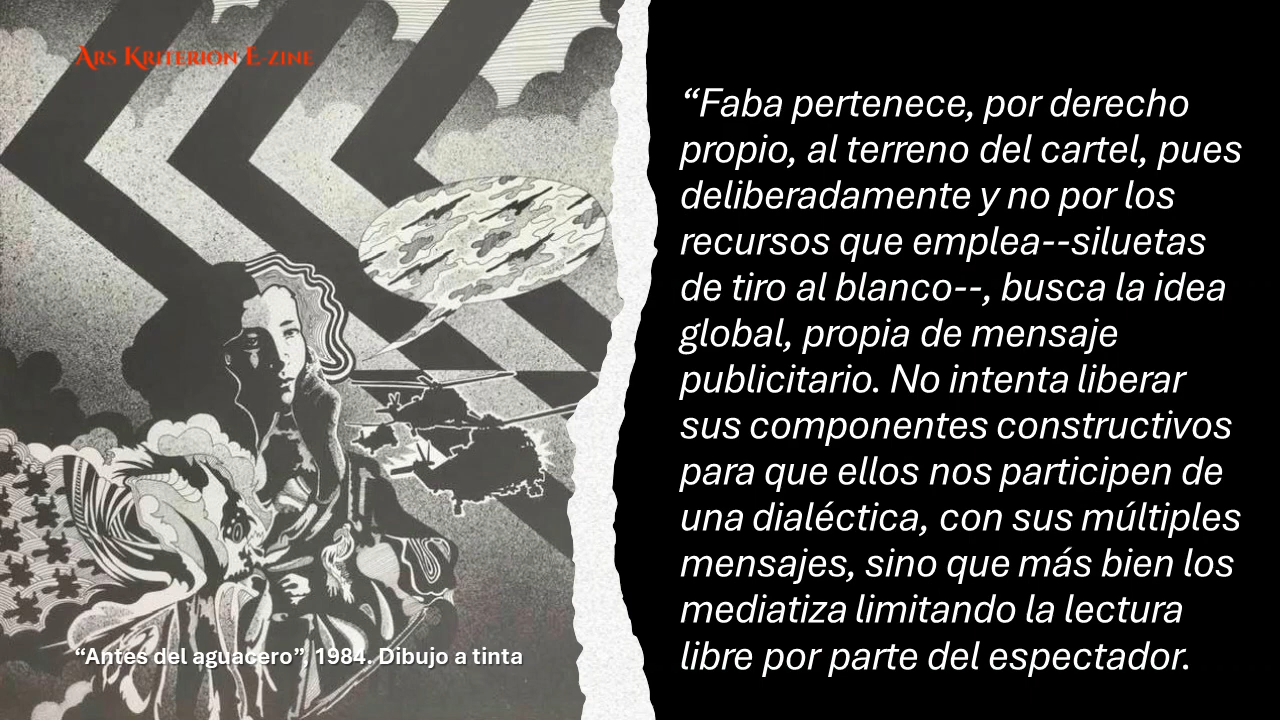 Ars Kriterion E-zine
“Antes del aguacero”, 1984. Dibujo a tinta
“Faba pertenece, por derecho
propio, al terreno del cartel, pues
deliberadamente y no por los
recursos que emplea--siluetas
de tiro al blanco--, busca la idea
global, propia de mensaje
publicitario. No intenta liberar
sus componentes constructivos
para que ellos nos participen de
una dialéctica, con sus múltiples
mensajes, sino que más bien los
mediatiza limitando la lectura
libre por parte del espectador.